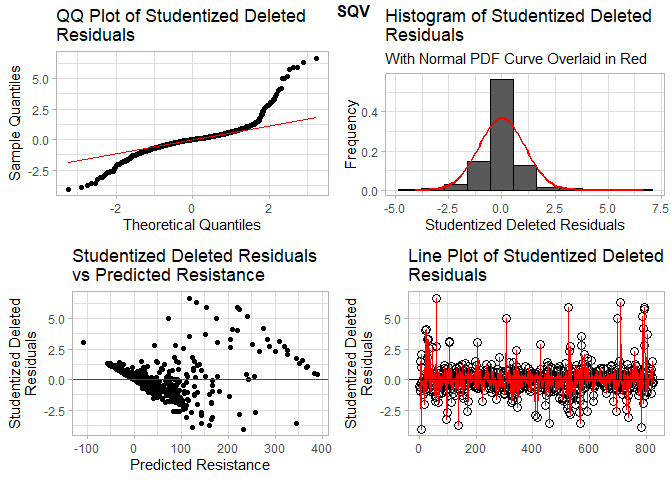 SQV
QQ Plot of Studentized Deleted
Residuals
Sample Quantiles
5.0
2.5
0.0
-2.5
-2
0
2
Theoretical Quantiles
Histogram of Studentized Deleted
Residuals
With Normal PDF Curve Overlaid in Red
Frequency
0.4
0.2
0.0
-5.0
-2.5
0.0
2.5
5.0
7.5
Studentized Deleted Residuals
Studentized Deleted Residuals
vs Predicted Resistance
Studentized Deleted
Residuals
5.0
2.5
0.0
-2.5
-100
0
100
200
300
400
Predicted Resistance
Line Plot of Studentized Deleted
Residuals
Studentized Deleted
Residuals
5.0
2.5
0.0
-2.5
0
200
400
600
800